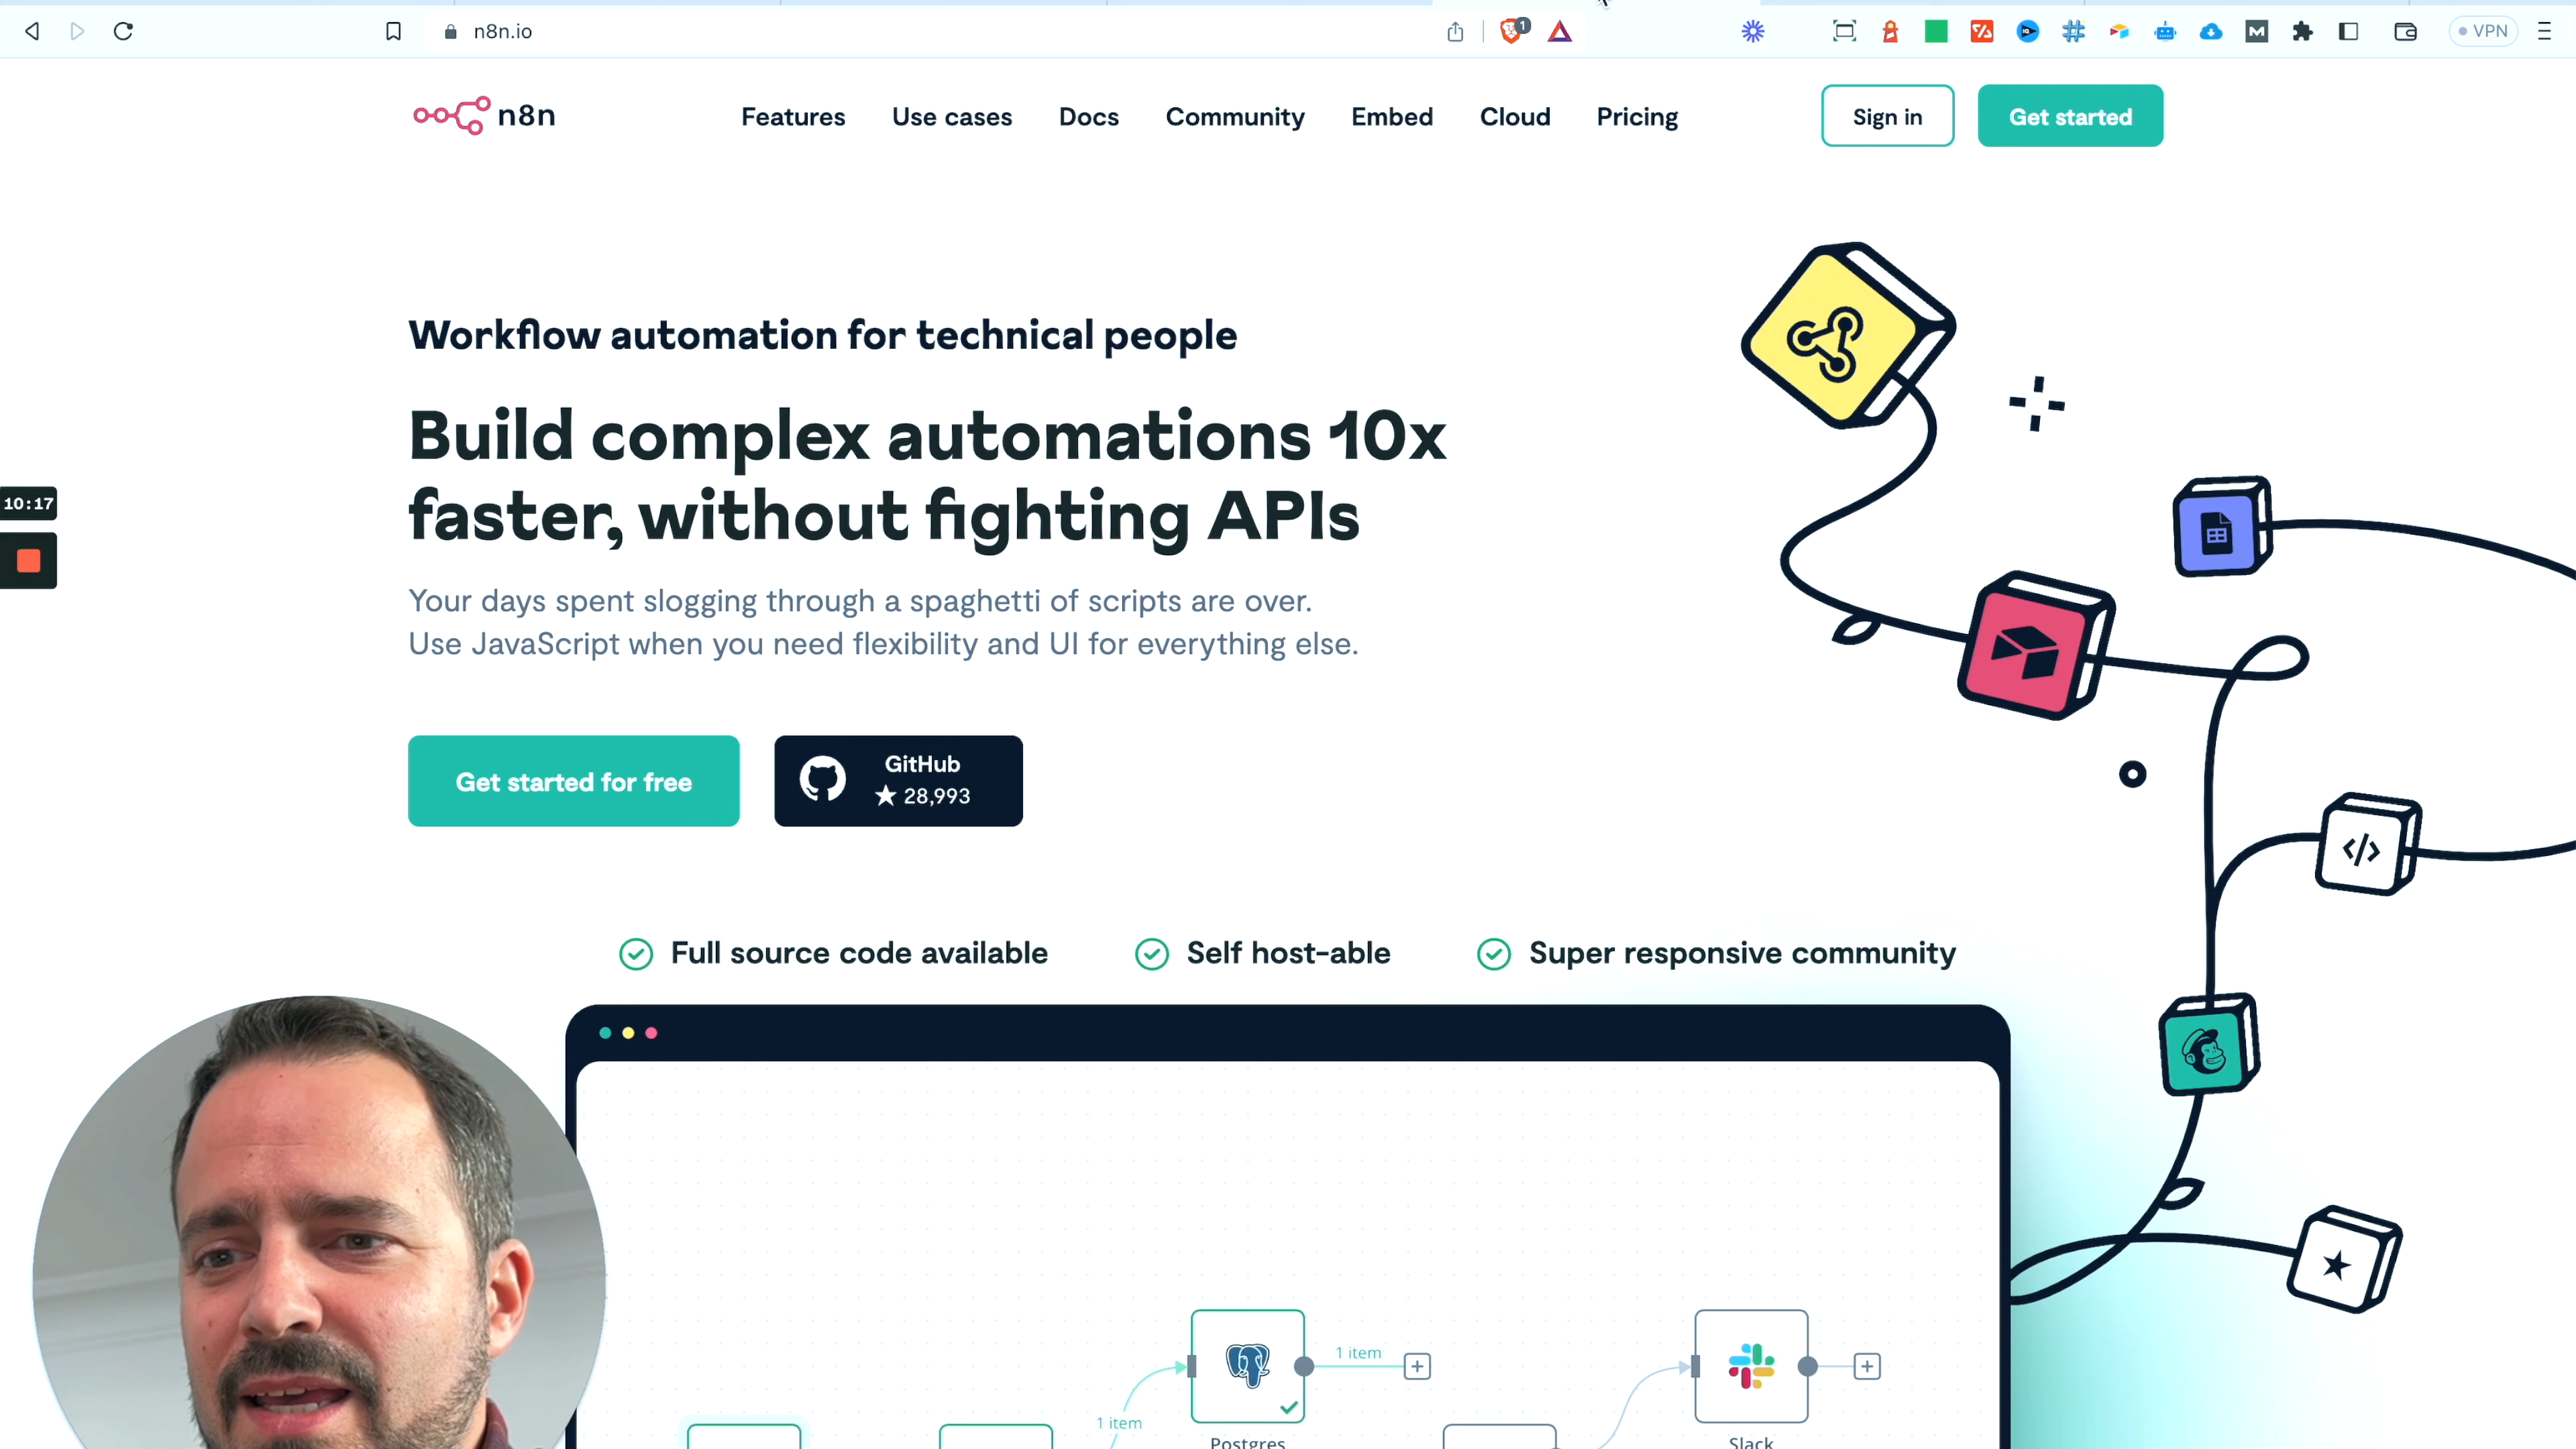 n8n.io
1
VPN
n8n
Features
Use cases
Docs
Community
Embed
Cloud
Pricing
Sign in
Get started
Workflow automation for technical people
Build complex automations 10x
faster, without fighting APIs
10:17
Your days spent slogging through a spaghetti of scripts are over.
Use JavaScript when you need flexibility and UI for everything else.
Get started for free
GitHub
★ 28,993
</>
Full source code available
Self host-able
Super responsive community
1 item
1 item
Postgres
Slack